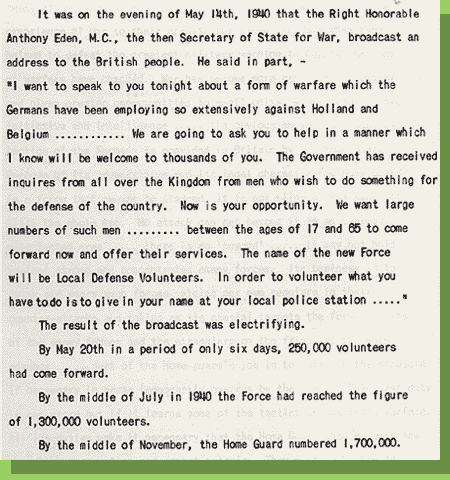 It was on the evening of May 14th, 1940 that the Right Honorable
Anthony Eden, M.C., the then Secretary of State for War, broadcast an
address to the British people. He said in part, -
"I want to speak to you tonight about a form of warfare which the
Germans have been employing so extensively against Holland and
Belgium ............ We are going to ask you to help in a manner which
I know will be welcome to thousands of you. The Government has received
inquires from all over the Kingdom from men who wish to do something for
the defense of the country. Now is your opportunity. We want large
numbers of such men ......... between the ages of 17 and 65 to come
forward now and offer their services. The name of the new Force
will be Local Defense Volunteers. In order to volunteer what you
have to do is to give in your name at your local police station ....."
The result of the broadcast was electrifying.
By May 20th in a period of only six days, 250,000 volunteers
had come forward.
By the middle of July in 1940 the Force had reached the figure
of 1,300,000 volunteers.
By the middle of November, the Home Guard numbered 1,700,000.